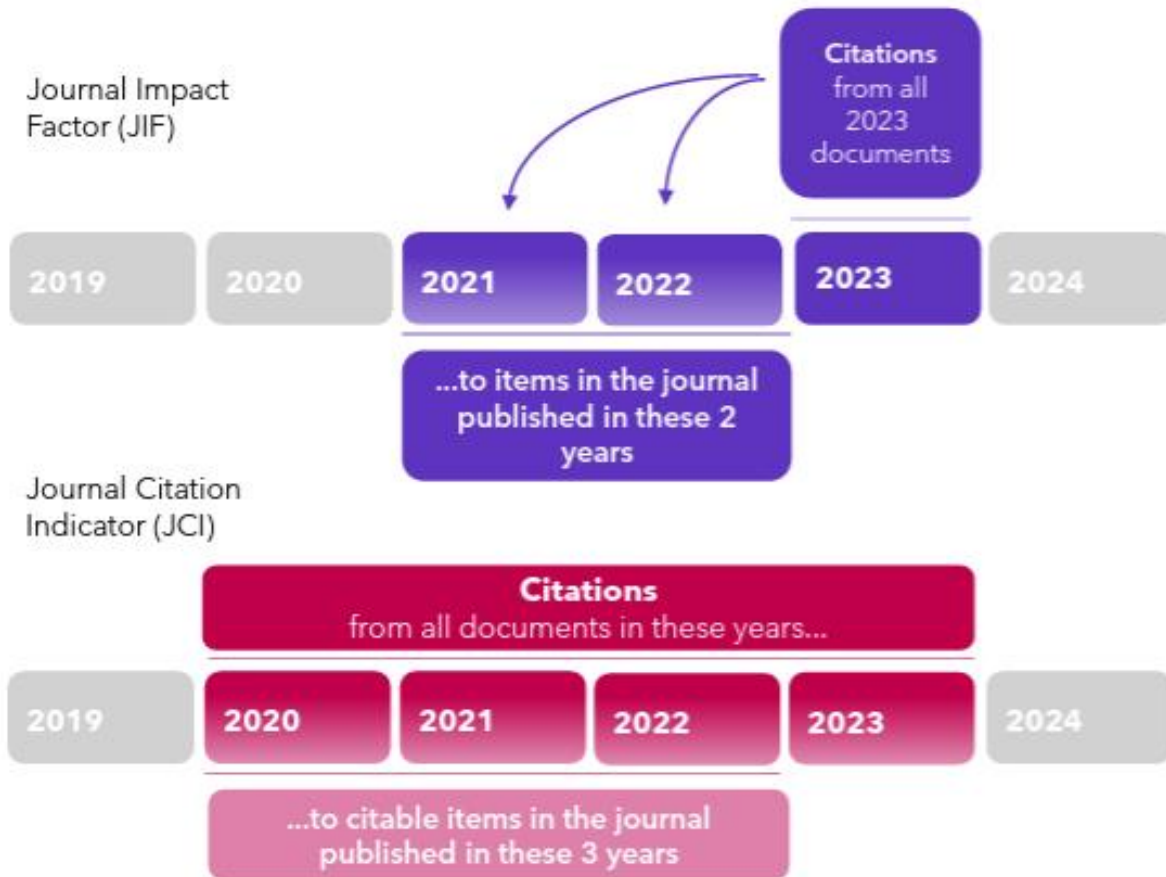 Journal Impact
Factor (JIF)
Citations
from all
2023
documents
2019
2020
2021
2022
2023
2024
...to items in the journal
published in these 2
years
Journal Citation
Indicator (JCI)
Citations
from all documents in these years...
2019
2020
2021
2022
2023
2024
...to citable items in the journal
published in these 3 years